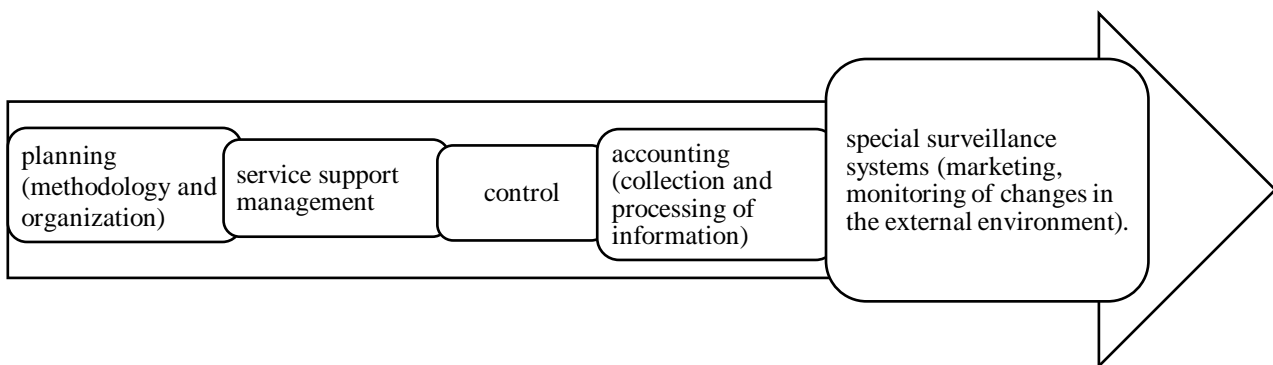 planning
(methodology and
organization)
service support
management
control
accounting
(collection and
processing of
information)
special surveillance
systems (marketing,
monitoring of changes in
the external environment).